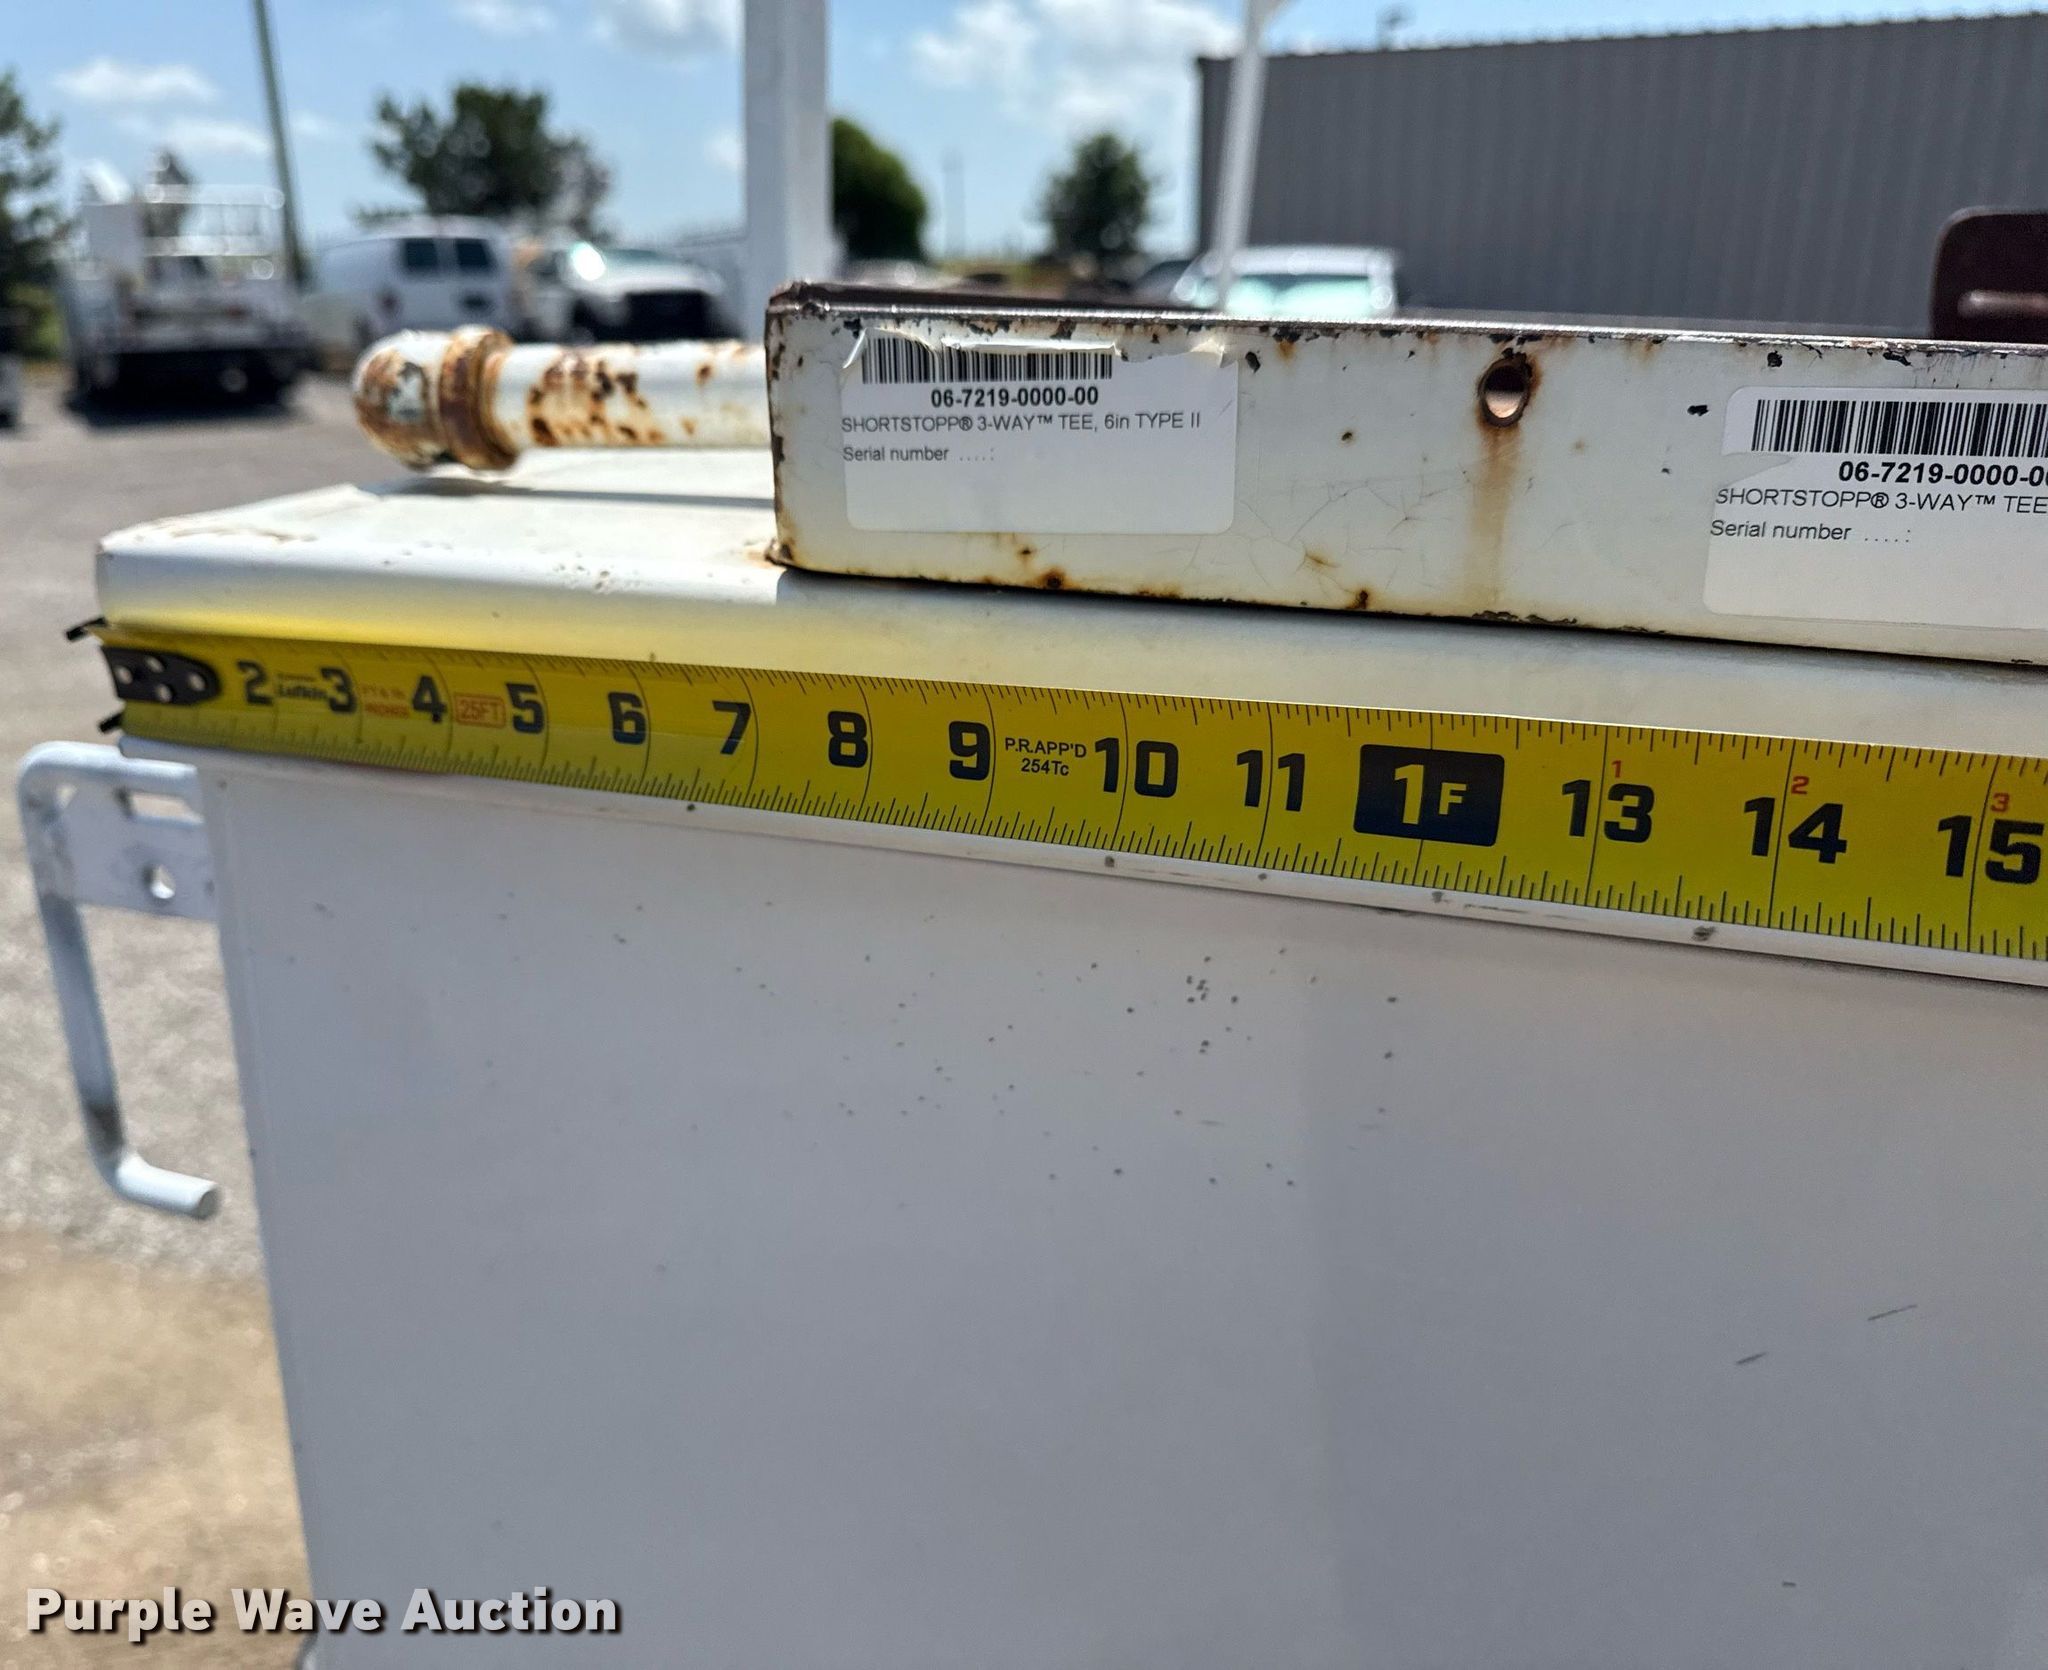 06-7219-0000-00
SHORTSTOPP® 3-WAY™ TEE, 6in TYPE II
Serial number ....:
06-7219-0000-0
SHORTSTOPP® 3-WAY™ TEE
Serial number ....:
2 Lufkin 3 4 25FT 5 6 7 8 9 P.R.APP'D 254Tc 10 11 1F 13 1 14 2 15 3
Purple Wave Auction